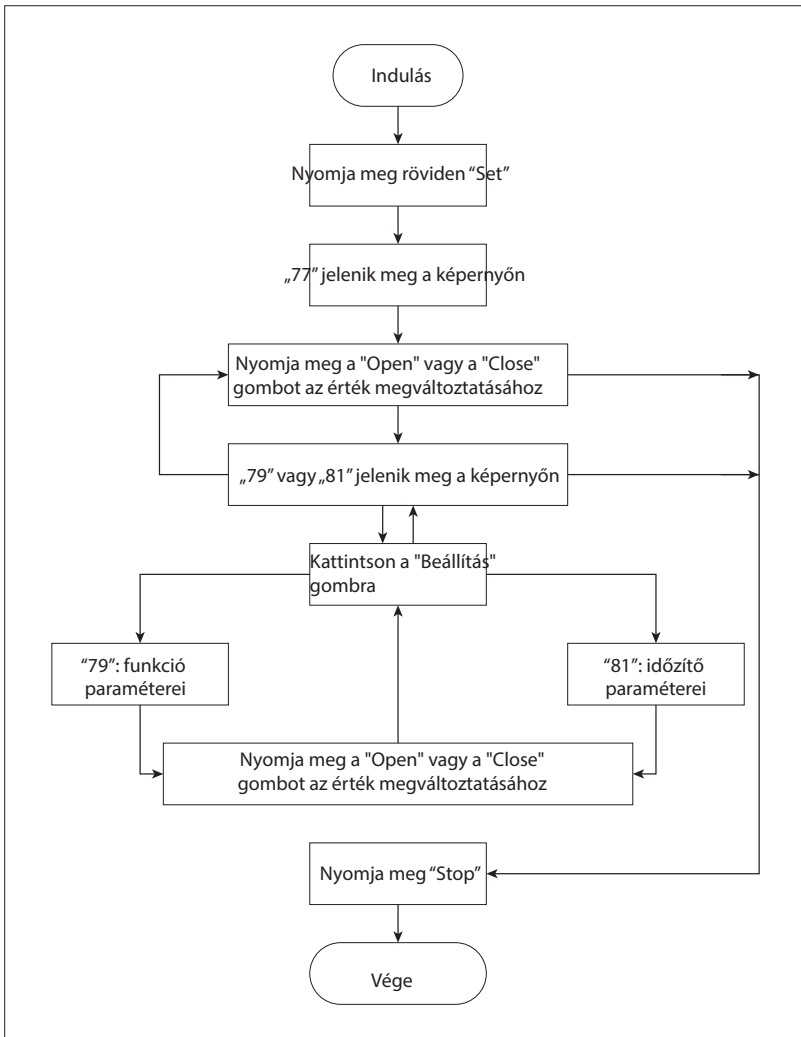 Indulás
Nyomja meg röviden “Set”
„77” jelenik meg a képernyőn
Nyomja meg a "Open" vagy a "Close"
gombot az érték megváltoztatásához
„79” vagy „81” jelenik meg a képernyőn
Kattintson a "Beállítás"
gombra
“79”: funkció
paraméterei
“81”: időzítő
paraméterei
Nyomja meg a "Open" vagy a "Close"
gombot az érték megváltoztatásához
Nyomja meg “Stop”
Vége